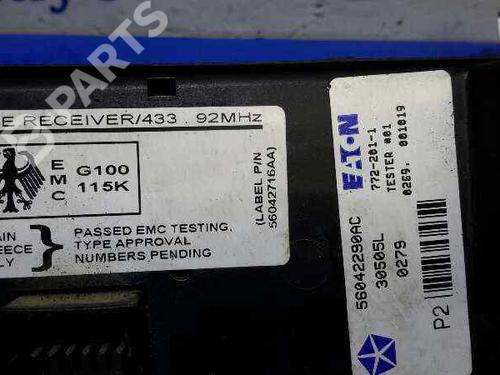 PARTS
E RECEIVER/433 . 92MHz
E
M
C
G100
115K
(LABEL P/N
56042716AA)
AIN
EECE
LY
PASSED EMC TESTING.
TYPE APPROVAL
NUMBERS PENDING
EATON
772-201-1
TESTER #01
0269. 001019
56042290AC
30505L
0279
P2